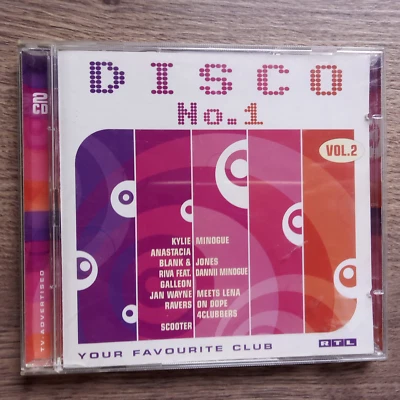 DISCO
No.1
VOL.2
KYLIE MINOGUE
ANASTACIA
BLANK & JONES
RIVA FEAT. DANNII MINOGUE
GALLEON
JAN WAYNE MEETS LENA
RAVERS ON DOPE
4CLUBBERS
SCOOTER
YOUR FAVOURITE CLUB
RTL
2CD
TV-ADVERTISED